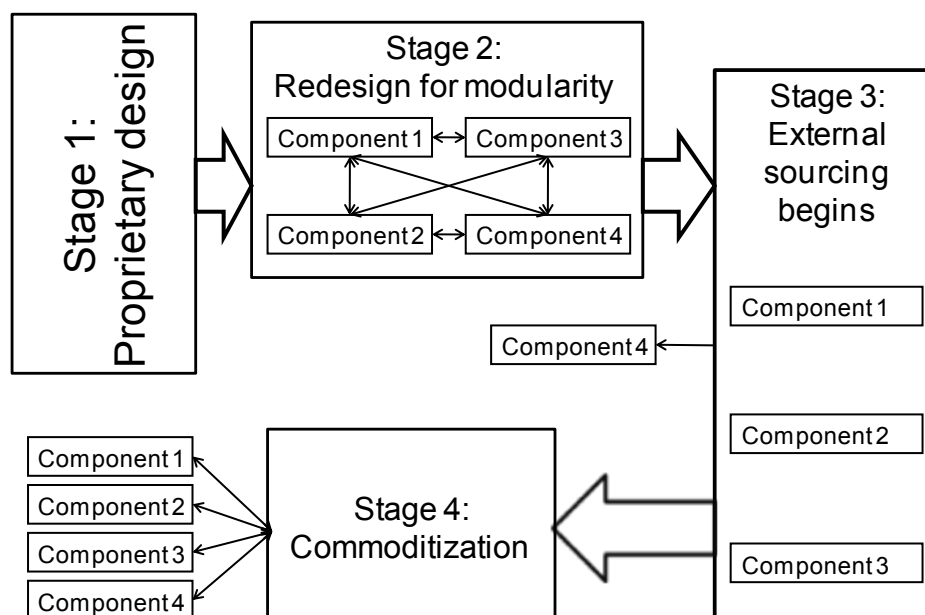 Stage 1:
Proprietary design
Stage 2:
Redesign for modularity
Component 1
Component 3
Component 2
Component 4
Stage 3:
External
sourcing
begins
Component 1
Component 4
Component 2
Component 3
Stage 4:
Commoditization
Component 1
Component 2
Component 3
Component 4